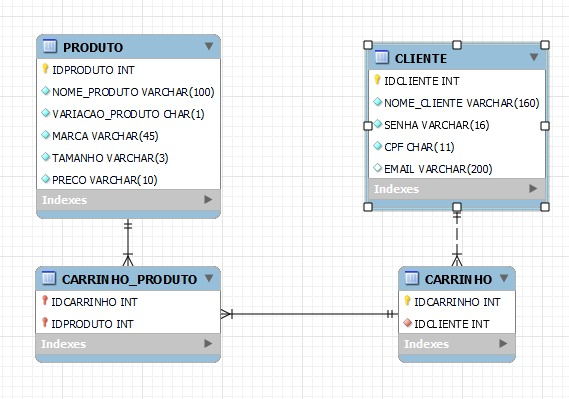 PRODUTO
IDPRODUTO INT
NOME_PRODUTO VARCHAR(100)
VARIACAO_PRODUTO CHAR(1)
MARCA VARCHAR(45)
TAMANHO VARCHAR(3)
PRECO VARCHAR(10)
Indexes
CLIENTE
IDCLIENTE INT
NOME_CLIENTE VARCHAR(160)
SENHA VARCHAR(16)
CPF CHAR(11)
EMAIL VARCHAR(200)
Indexes
CARRINHO_PRODUTO
IDCARRINHO INT
IDPRODUTO INT
Indexes
CARRINHO
IDCARRINHO INT
IDCLIENTE INT
Indexes